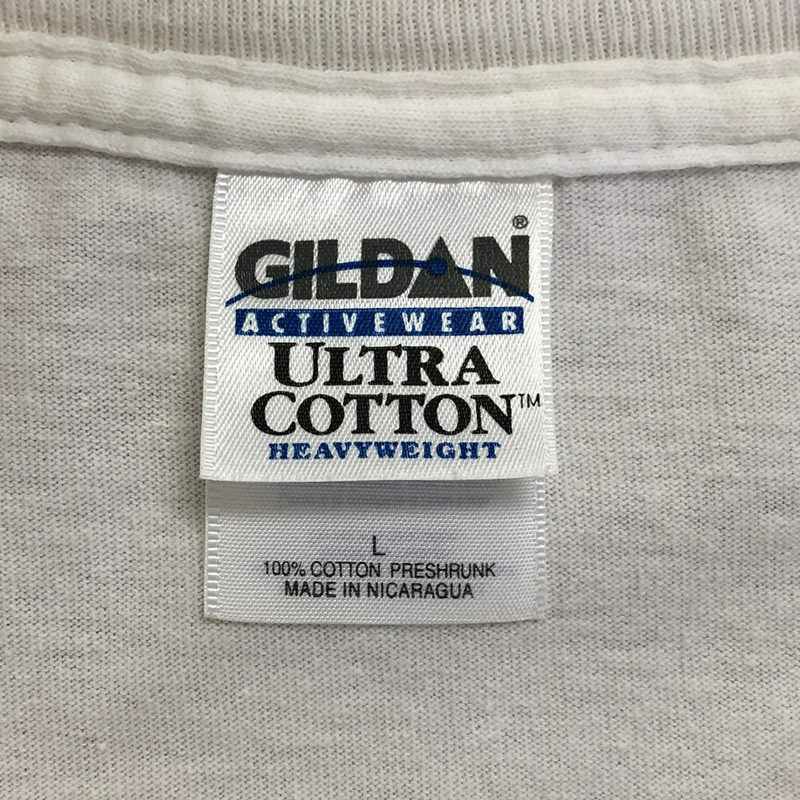 GILDAN®
ACTIVEWEAR
ULTRA
COTTON™
HEAVYWEIGHT
L
100% COTTON PRESHRUNK
MADE IN NICARAGUA